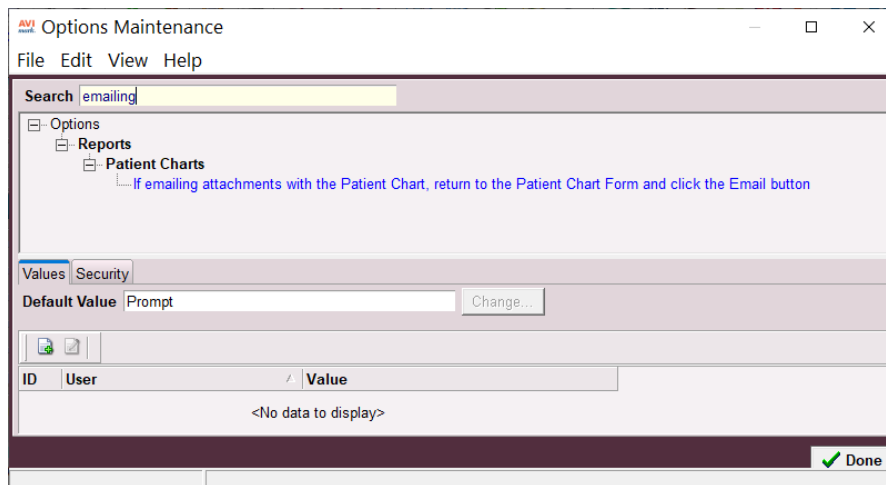 AVI
mark.
Options Maintenance
File Edit View Help
Search emailing
Options
Reports
Patient Charts
If emailing attachments with the Patient Chart, return to the Patient Chart Form and click the Email button
Values Security
Default Value Prompt Change...
ID User Value
<No data to display>
Done